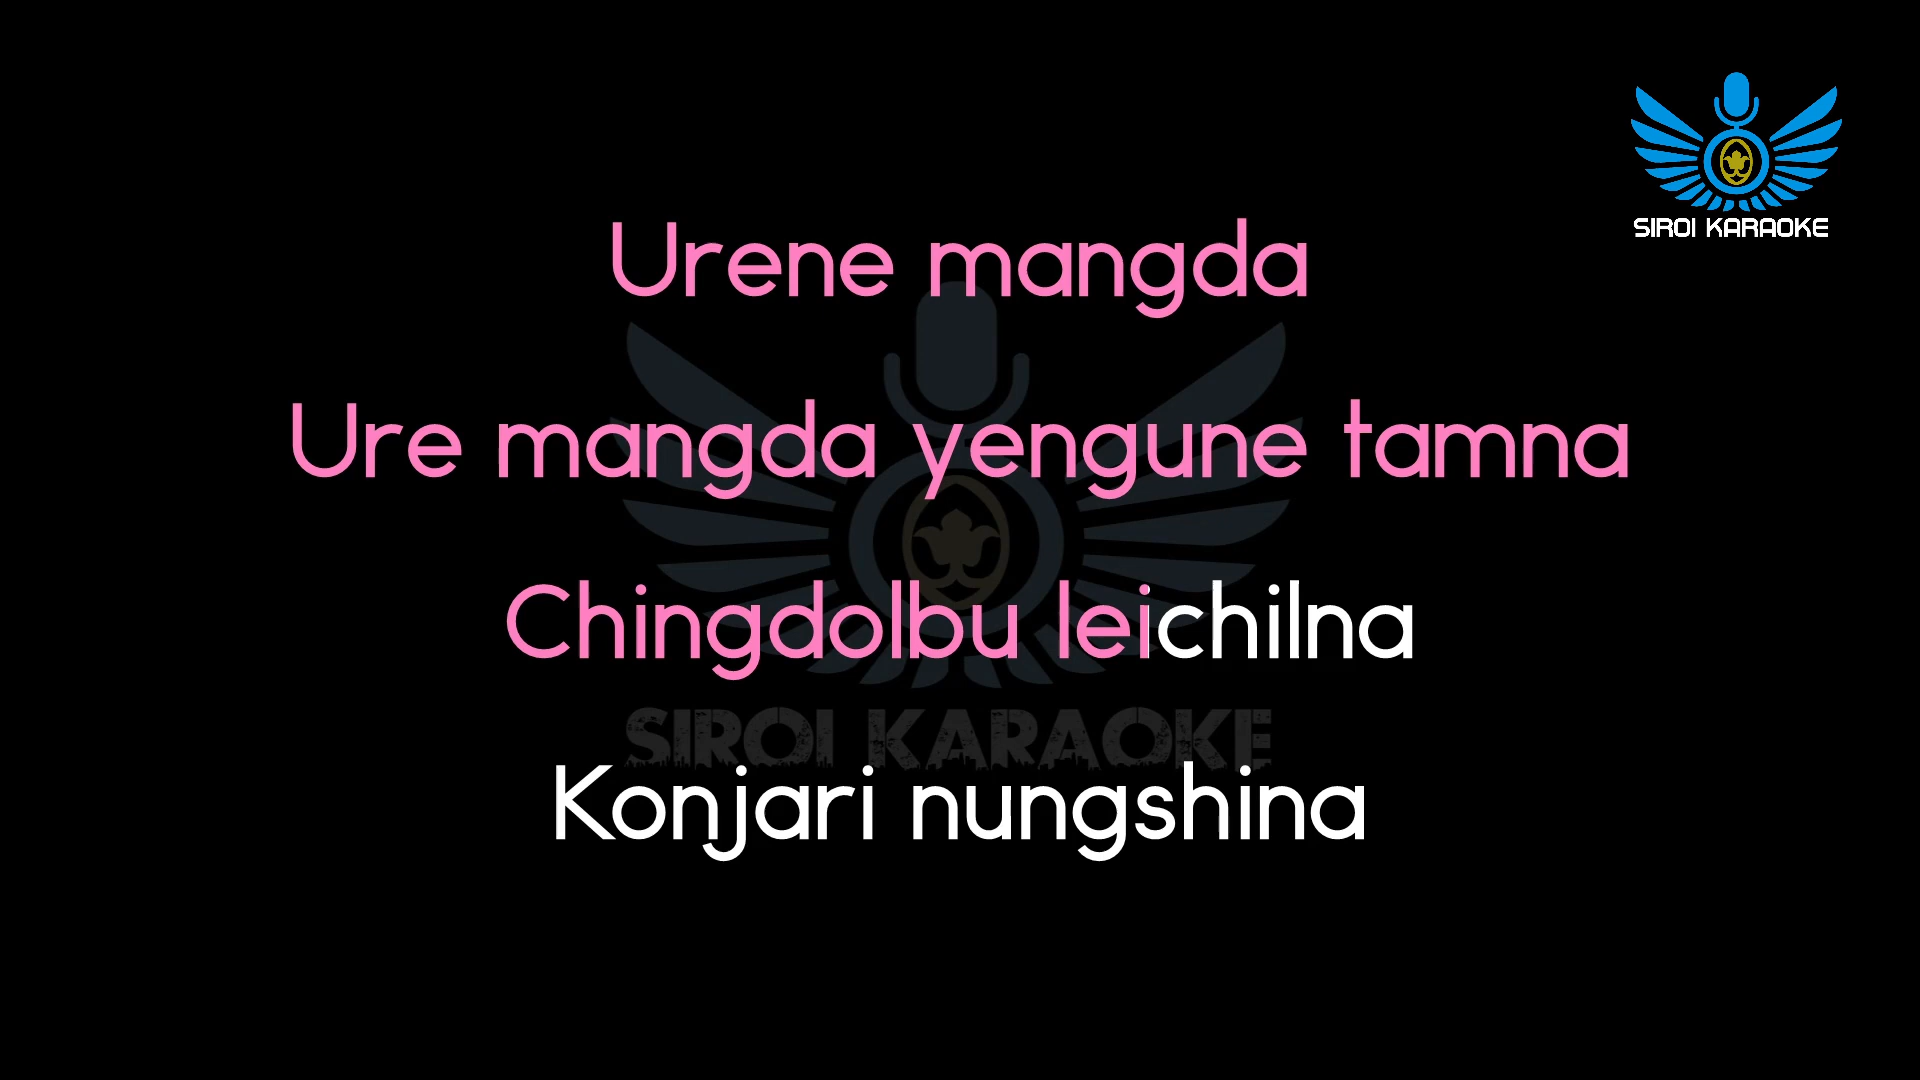 SIROI KARAOKE
Urene mangda
Ure mangda yengune tamna
Chingdolbu leichilna
SIROI KARAOKE
Konjari nungshina